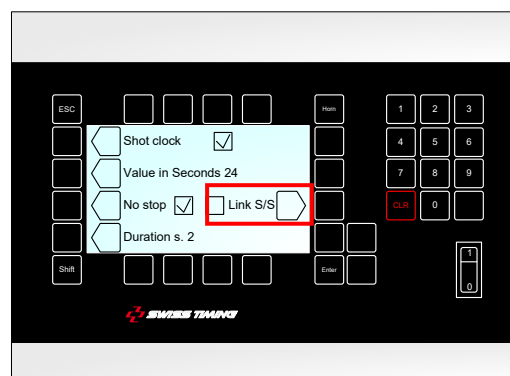 ESC
Horn
1 2 3
Shot clock
4 5 6
Value in Seconds 24
7 8 9
No stop
Link S/S
CLR 0
Duration s. 2
Shift
Enter
1
0
SWISS TIMING